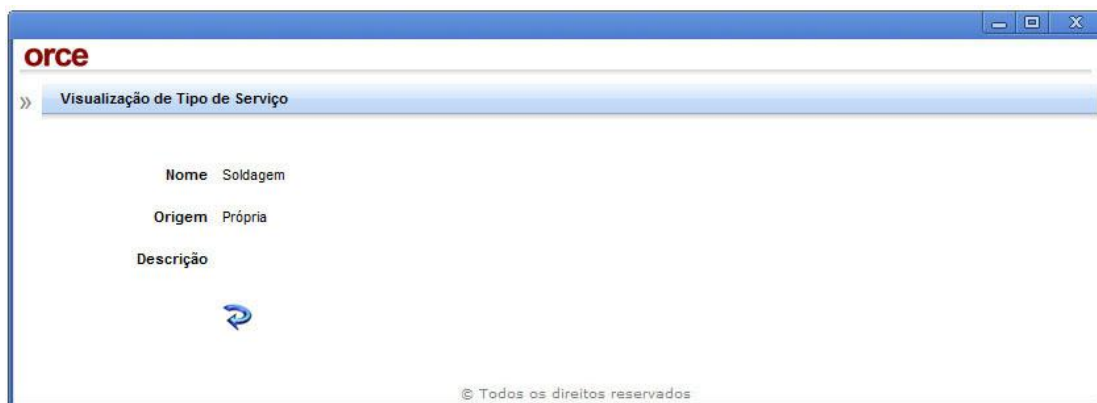 orce
» Visualização de Tipo de Serviço
Nome Soldagem
Origem Própria
Descrição
© Todos os direitos reservados